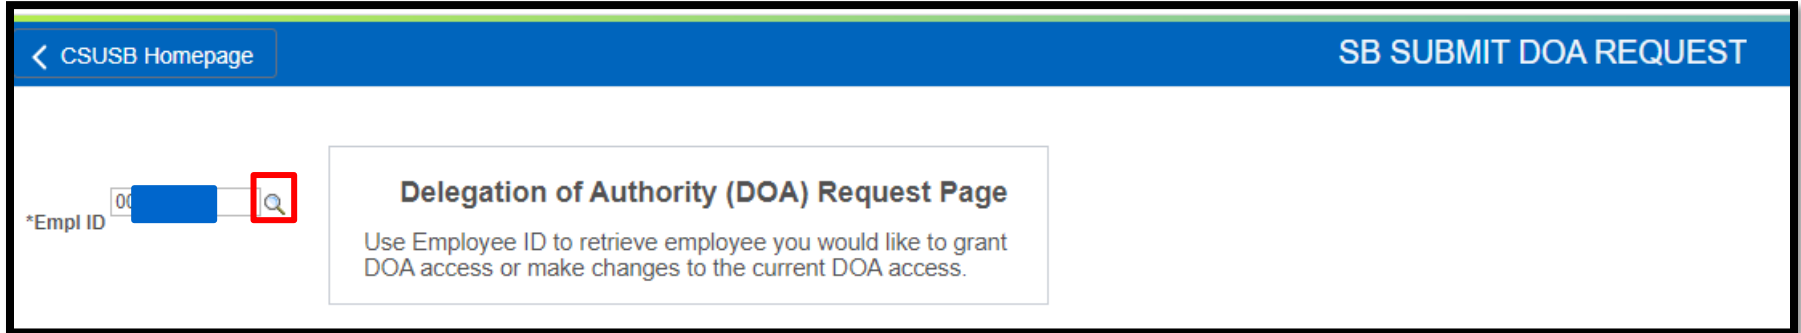 CSUSB Homepage
SB SUBMIT DOA REQUEST
*Empl ID
00
Delegation of Authority (DOA) Request Page
Use Employee ID to retrieve employee you would like to grant
DOA access or make changes to the current DOA access.